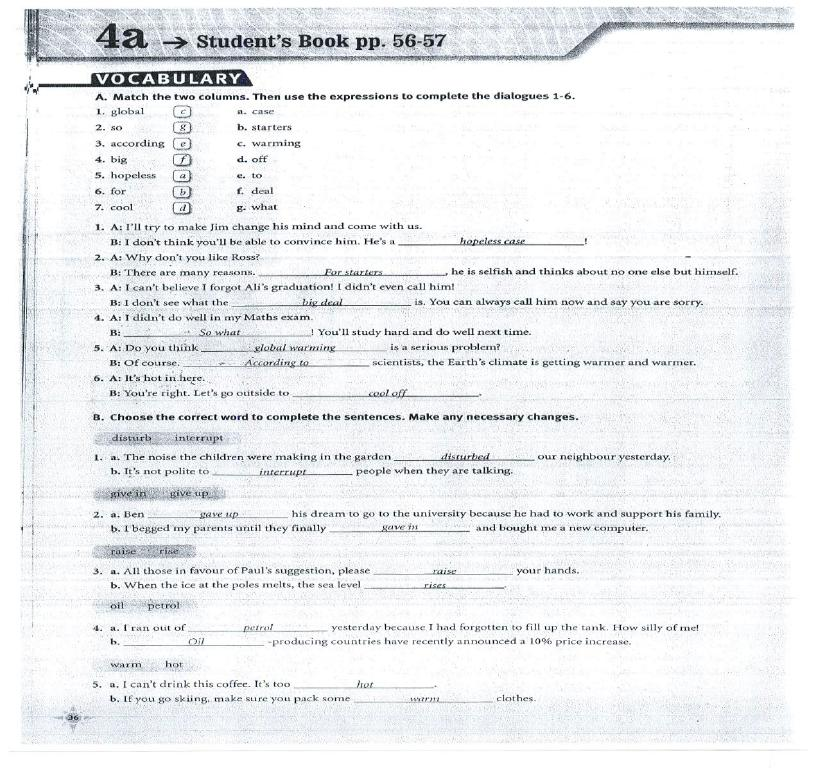 4a → Student's Book pp. 56-57
VOCABULARY
A. Match the two columns. Then use the expressions to complete the dialogues 1-6.
1. global c a. case
2. so g b. starters
3. according e c. warming
4. big f d. off
5. hopeless a e. to
6. for b f. deal
7. cool d g. what
1. A: I'll try to make Jim change his mind and come with us.
B: I don't think you'll be able to convince him. He's a hopeless case!
2. A: Why don't you like Ross?
B: There are many reasons. For starters, he is selfish and thinks about no one else but himself.
3. A: I can't believe I forgot Ali's graduation! I didn't even call him!
B: I don't see what the big deal is. You can always call him now and say you are sorry.
4. A: I didn't do well in my Maths exam.
B: So what! You'll study hard and do well next time.
5. A: Do you think global warming is a serious problem?
B: Of course. According to scientists, the Earth's climate is getting warmer and warmer.
6. A: It's hot in here.
B: You're right. Let's go outside to cool off.
B. Choose the correct word to complete the sentences. Make any necessary changes.
disturb interrupt
1. a. The noise the children were making in the garden disturbed our neighbour yesterday.
b. It's not polite to interrupt people when they are talking.
give in give up
2. a. Ben gave up his dream to go to the university because he had to work and support his family.
b. I begged my parents until they finally gave in and bought me a new computer.
raise rise
3. a. All those in favour of Paul's suggestion, please raise your hands.
b. When the ice at the poles melts, the sea level rises.
oil petrol
4. a. I ran out of petrol yesterday because I had forgotten to fill up the tank. How silly of me!
b. Oil-producing countries have recently announced a 10% price increase.
warm hot
5. a. I can't drink this coffee. It's too hot.
b. If you go skiing, make sure you pack some warm clothes.
36